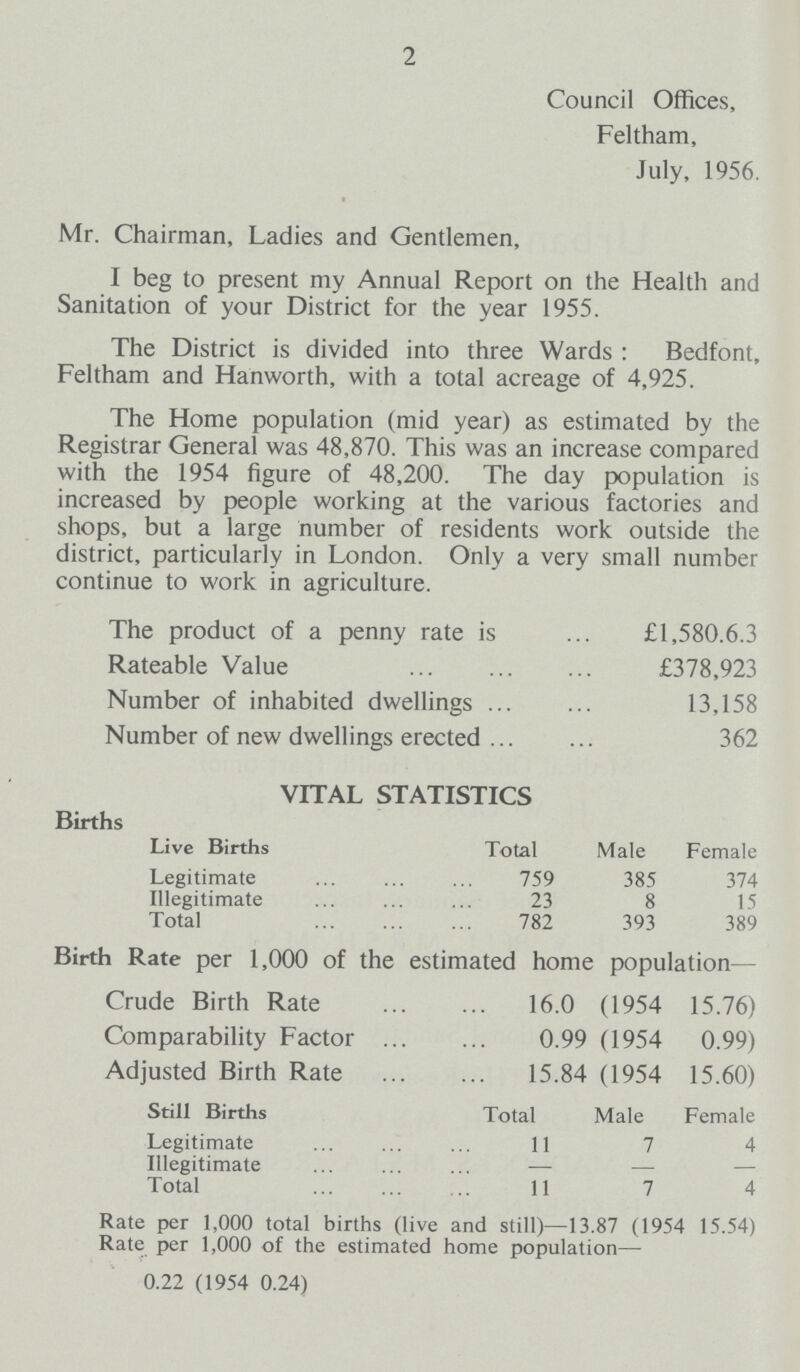 2
Council Offices,
Feltham,
July, 1956.
Mr. Chairman, Ladies and Gentlemen,
I beg to present my Annual Report on the Health and
Sanitation of your District for the year 1955.
The District is divided into three Wards : Bedfont,
Feltham and Hanworth, with a total acreage of 4,925.
The Home population (mid year) as estimated by the
Registrar General was 48,870. This was an increase compared
with the 1954 figure of 48,200. The day population is
increased by people working at the various factories and
shops, but a large number of residents work outside the
district, particularly in London. Only a very small number
continue to work in agriculture.
The product of a penny rate is ... £1,580.6.3
Rateable Value ... ... ... £378,923
Number of inhabited dwellings ... ... 13,158
Number of new dwellings erected ... ... 362
VITAL STATISTICS
Births
Live Births Total Male Female
Legitimate ... ... ... 759 385 374
Illegitimate ... ... ... 23 8 15
Total ... ... ... 782 393 389
Birth Rate per 1,000 of the estimated home population—
Crude Birth Rate ... ... 16.0 (1954 15.76)
Comparability Factor ... ... 0.99 (1954 0.99)
Adjusted Birth Rate ... ... 15.84 (1954 15.60)
Still Births Total Male Female
Legitimate ... ... ... 11 7 4
Illegitimate ... ... ... — — —
Total ... ... ... 11 7 4
Rate per 1,000 total births (live and still)—13.87 (1954 15.54)
Rate per 1,000 of the estimated home population—
0.22 (1954 0.24)